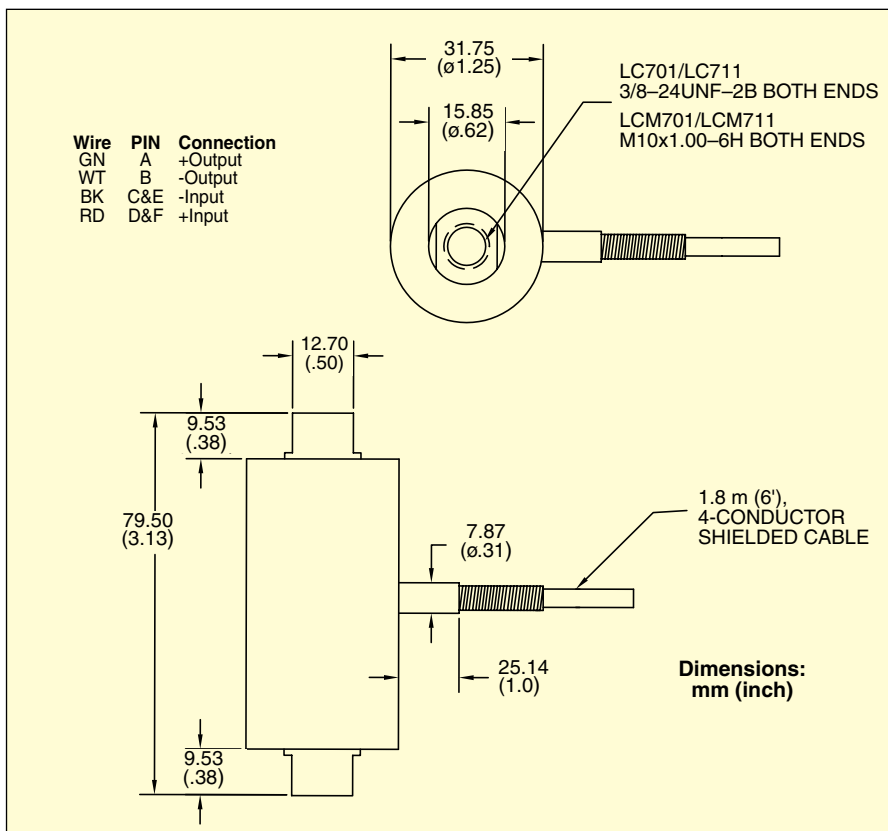 31.75
(ø1.25)
15.85
(ø.62)
LC701/LC711
3/8–24UNF–2B BOTH ENDS
LCM701/LCM711
M10x1.00–6H BOTH ENDS
Wire PIN Connection
GN A +Output
WT B -Output
BK C&E -Input
RD D&F +Input
12.70
(.50)
9.53
(.38)
79.50
(3.13)
7.87
(ø.31)
1.8 m (6'),
4-CONDUCTOR
SHIELDED CABLE
25.14
(1.0)
Dimensions:
mm (inch)
9.53
(.38)